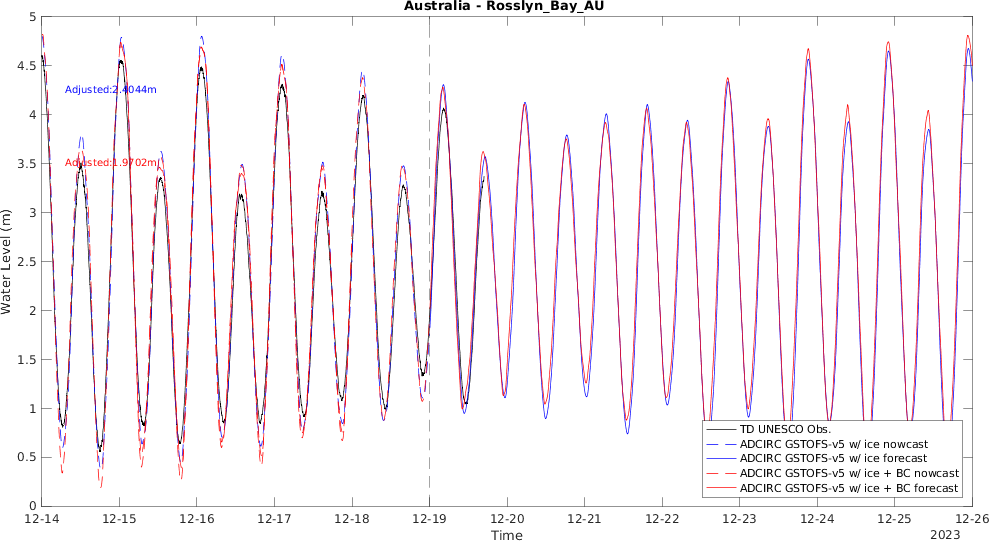 Australia - Rosslyn_Bay_AU
Water Level (m)
5
4.5
4
3.5
3
2.5
2
1.5
1
0.5
0
Adjusted:2.4044m
Adjusted:1.9702m
TD UNESCO Obs.
ADCIRC GSTOFS-v5 w/ ice nowcast
ADCIRC GSTOFS-v5 w/ ice forecast
ADCIRC GSTOFS-v5 w/ ice + BC nowcast
ADCIRC GSTOFS-v5 w/ ice + BC forecast
12-14 12-15 12-16 12-17 12-18 12-19 12-20 12-21 12-22 12-23 12-24 12-25 12-26
Time
2023